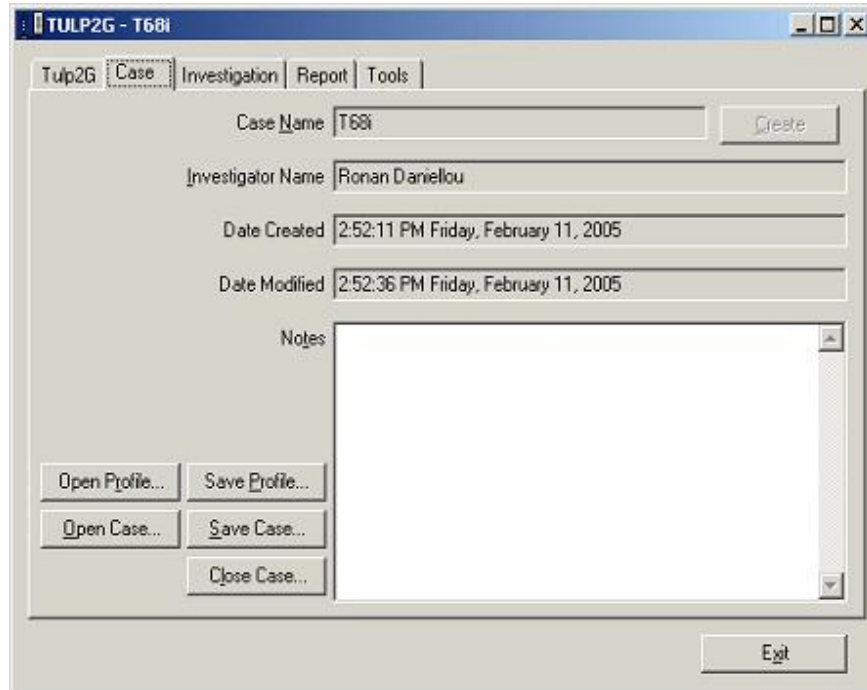 TULP2G - T68i
Tulp2G Case Investigation Report Tools
Case Name T68i Create
Investigator Name Ronan Daniellou
Date Created 2:52:11 PM Friday, February 11, 2005
Date Modified 2:52:36 PM Friday, February 11, 2005
Notes
Open Profile... Save Profile...
Open Case... Save Case...
Close Case...
Exit